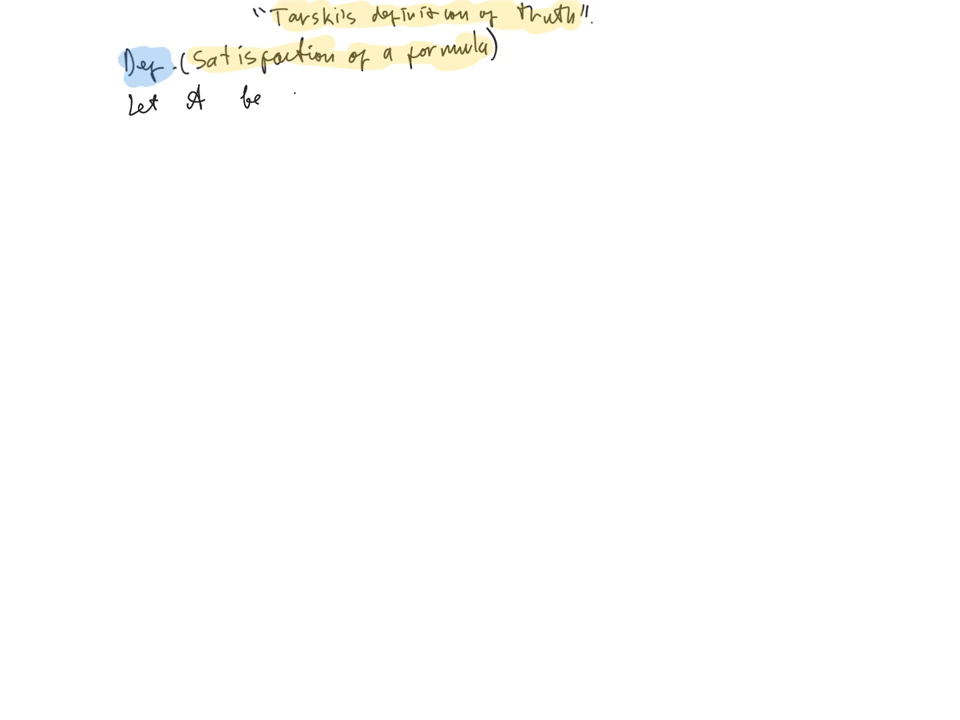 "Tarski's definition of truth".
Def. (Satisfaction of a formula)
Let 𝔸 be